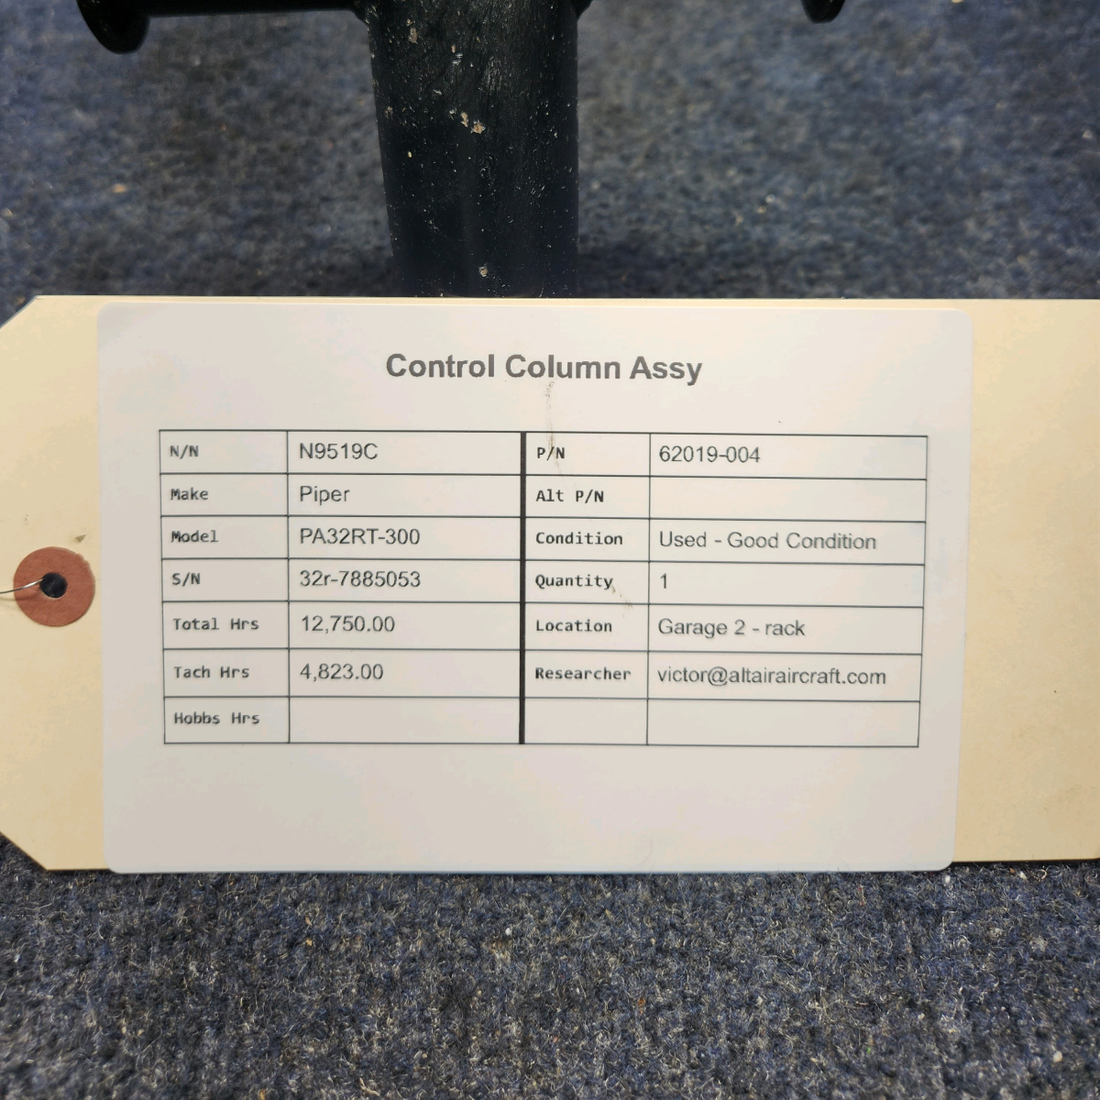 Control Column Assy
N/N N9519C P/N 62019-004
Make Piper Alt P/N
Model PA32RT-300 Condition Used - Good Condition
S/N 32r-7885053 Quantity 1
Total Hrs 12,750.00 Location Garage 2 - rack
Tach Hrs 4,823.00 Researcher victor@altairaircraft.com
Hobbs Hrs